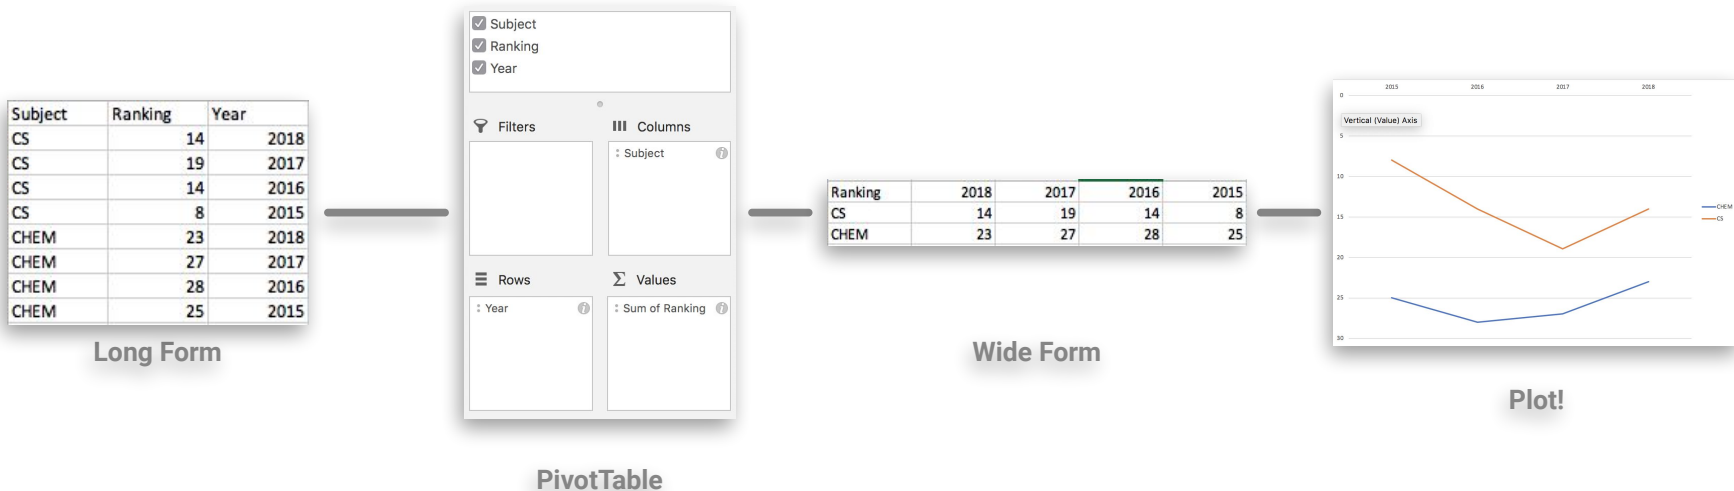 Subject Ranking Year
CS 14 2018
CS 19 2017
CS 14 2016
CS 8 2015
CHEM 23 2018
CHEM 27 2017
CHEM 28 2016
CHEM 25 2015
Long Form
Subject
Ranking
Year
Filters
Columns
Subject
Rows
Values
Year
Sum of Ranking
PivotTable
Ranking 2018 2017 2016 2015
CS 14 19 14 8
CHEM 23 27 28 25
Wide Form
2015 2016 2017 2018
0
Vertical (Value) Axis
5
10
15
20
25
30
CHEM
CS
Plot!